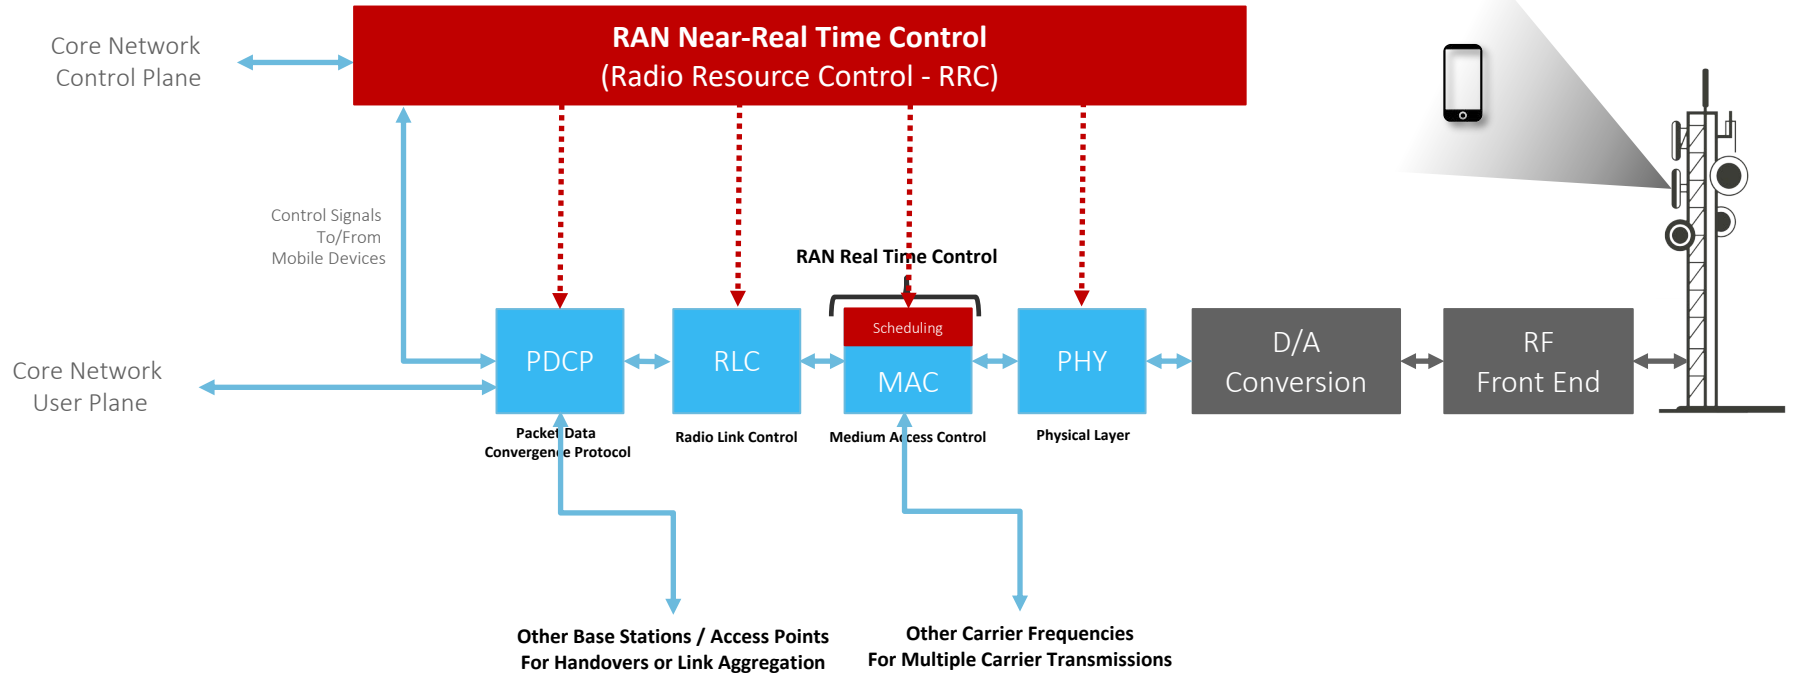 RAN Near-Real Time Control
(Radio Resource Control - RRC)
Core Network
Control Plane
Control Signals
To/From
Mobile Devices
RAN Real Time Control
Scheduling
PDCP
RLC
MAC
PHY
D/A
Conversion
RF
Front End
Core Network
User Plane
Packet Data
Convergence Protocol
Radio Link Control
Medium Access Control
Physical Layer
Other Base Stations / Access Points
For Handovers or Link Aggregation
Other Carrier Frequencies
For Multiple Carrier Transmissions